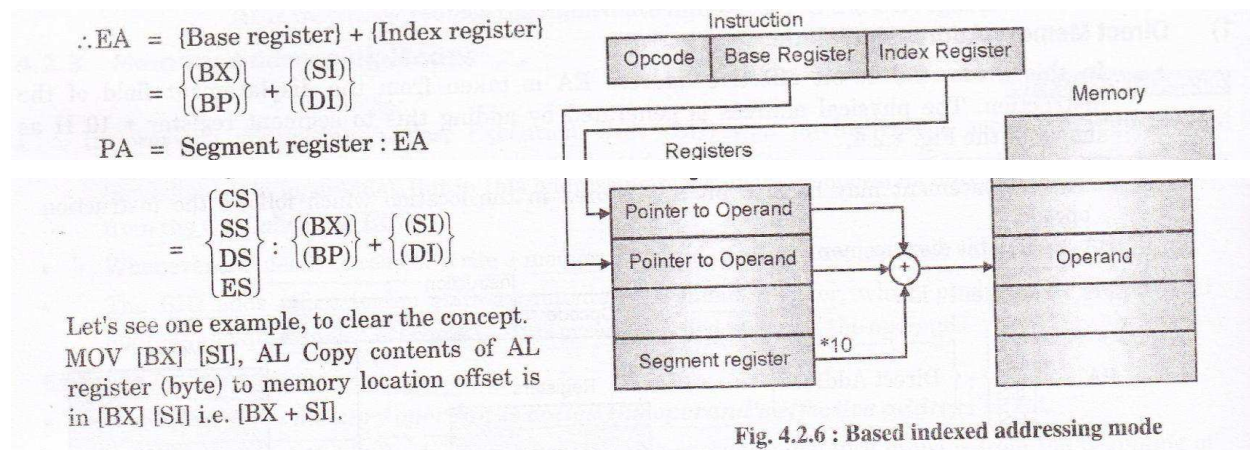 ∴EA = {Base register} + {Index register}
= {(BX) (BP)} + {(SI) (DI)}
PA = Segment register : EA
= {CS SS DS ES} : {(BX) (BP)} + {(SI) (DI)}
Let's see one example, to clear the concept.
MOV [BX] [SI], AL Copy contents of AL
register (byte) to memory location offset is
in [BX] [SI] i.e. [BX + SI].
Instruction
Opcode
Base Register
Index Register
Memory
Registers
Pointer to Operand
Pointer to Operand
+
Operand
Segment register
*10
Fig. 4.2.6 : Based indexed addressing mode